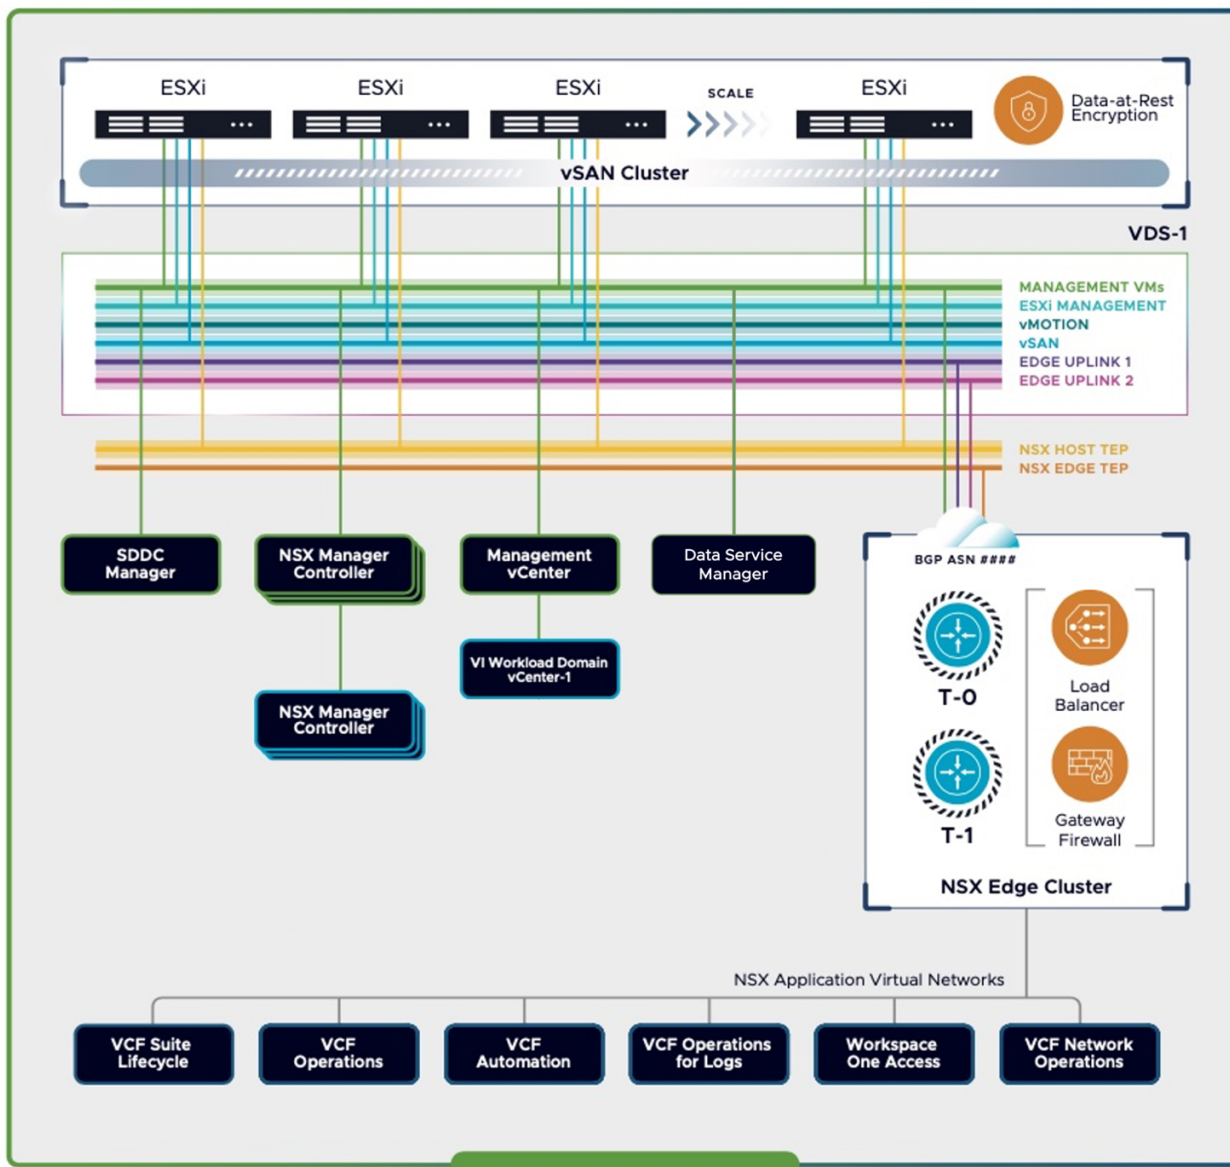 ESXi
ESXi
ESXi
SCALE
ESXi
Data-at-Rest
Encryption
vSAN Cluster
VDS-1
MANAGEMENT VMs
ESXi MANAGEMENT
vMOTION
vSAN
EDGE UPLINK 1
EDGE UPLINK 2
NSX HOST TEP
NSX EDGE TEP
SDDC
Manager
NSX Manager
Controller
Management
vCenter
Data Service
Manager
VI Workload Domain
vCenter-1
NSX Manager
Controller
BGP ASN ####
T-0
Load
Balancer
T-1
Gateway
Firewall
NSX Edge Cluster
NSX Application Virtual Networks
VCF Suite
Lifecycle
VCF
Operations
VCF
Automation
VCF Operations
for Logs
Workspace
One Access
VCF Network
Operations